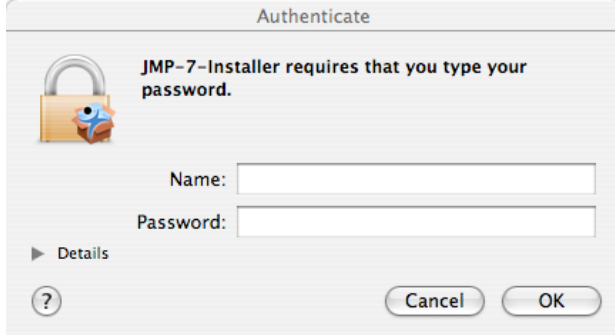 Authenticate
JMP-7-Installer requires that you type your
password.
Name:
Password:
Details
?
Cancel
OK